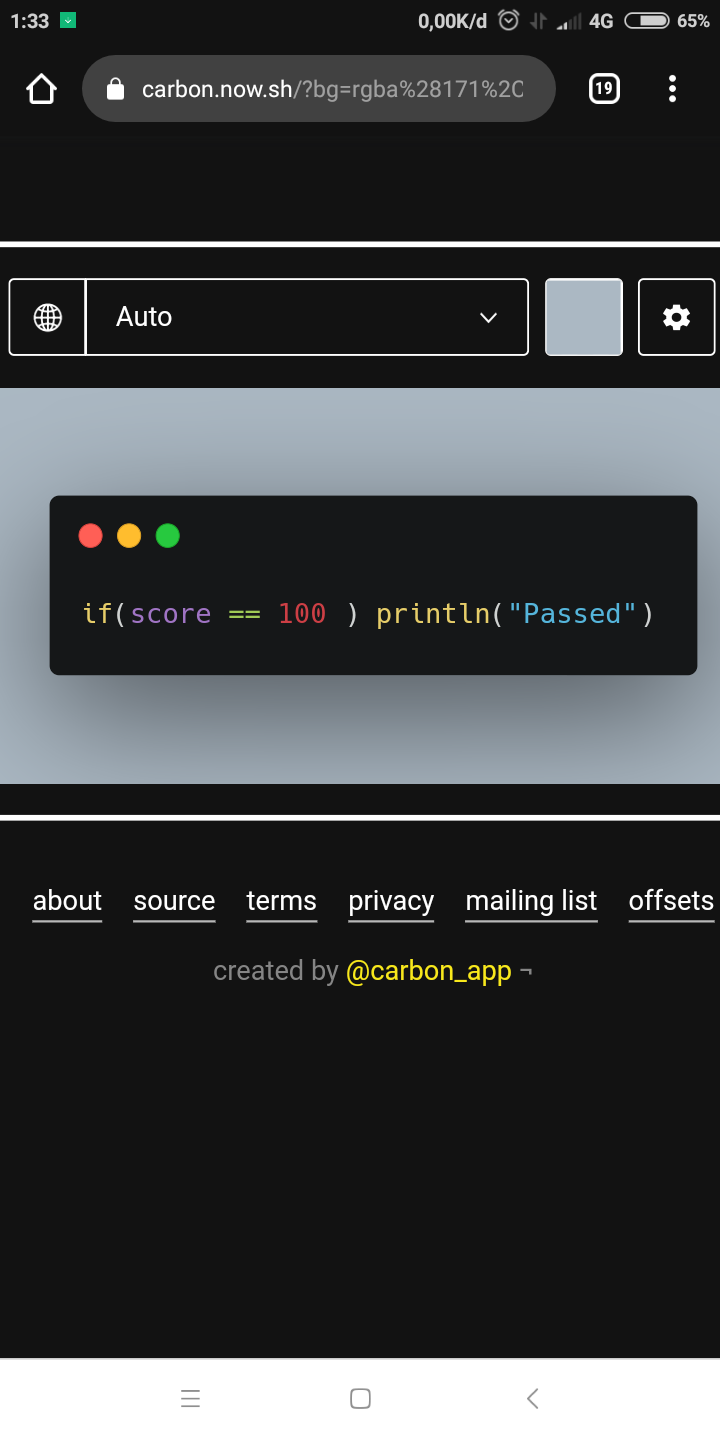 1:33 0,00K/d 4G 65%
carbon.now.sh/?bg=rgba%28171%2C 19
Auto
if(score == 100 ) println("Passed")
about source terms privacy mailing list offsets
created by @carbon_app ¬